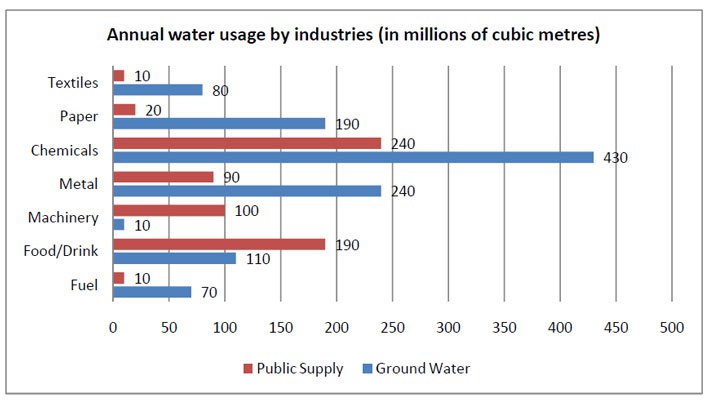 Annual water usage by industries (in millions of cubic metres)
Textiles 10
80
Paper 20
190
Chemicals 240
430
Metal 90
240
Machinery 100
10
Food/Drink 190
110
Fuel 10
70
0 50 100 150 200 250 300 350 400 450 500
Public Supply Ground Water